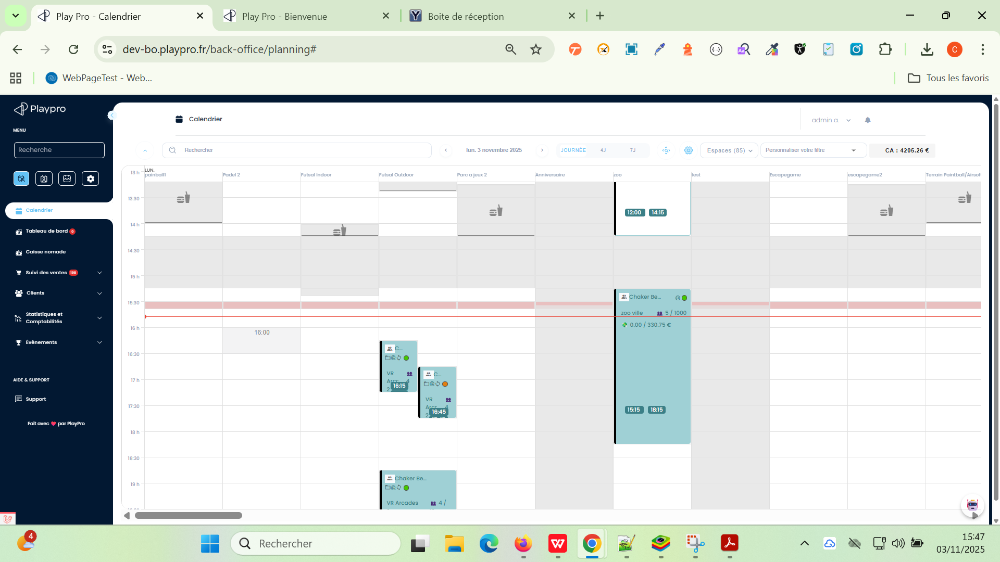 Play Pro - Calendrier
Play Pro - Bienvenue
Boite de réception
dev-bo.playpro.fr/back-office/planning#
WebPageTest - Web...
Tous les favoris
Playpro
MENU
Recherche
Calendrier
Tableau de bord 0
Caisse nomade
Suivi des ventes 198
Clients
Statistiques et
Comptabilités
Évènements
AIDE & SUPPORT
Support
Fait avec par PlayPro
Calendrier
admin a.
Rechercher
lun. 3 novembre 2025
JOURNÉE
4J
7J
Espaces (85)
Personnaliser votre filtre
CA : 4205.26 €
LUN.
painball1
Padel 2
Futsal Indoor
Futsal Outdoor
Parc a jeux 2
Anniversaire
zoo
test
Escapegame
escapegame2
Terrain Paintball/Airsoft
13 h
13:30
14 h
14:30
15 h
15:30
16 h
16:30
17 h
17:30
18 h
18:30
19 h
12:00 14:15
Chaker Be... @
zoo ville 5 / 1000
0.00 / 330.75 €
15:15 18:15
16:00
C...
@
VR 4
2
16:15
C...
@
VR 4
2
16:45
Chaker Be...
@
VR Arcades 4 /
4
Rechercher
15:47
03/11/2025
C